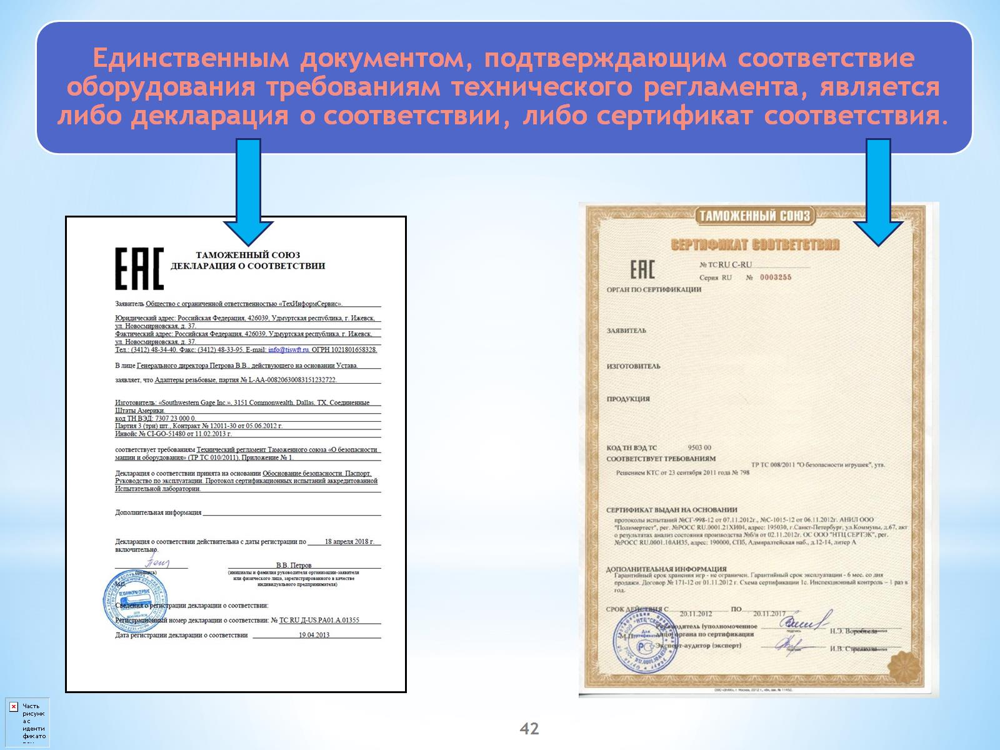 Единственным документом, подтверждающим соответствие
оборудования требованиям технического регламента, является
либо декларация о соответствии, либо сертификат соответствия.
ЕАС
ТАМОЖЕННЫЙ СОЮЗ
ДЕКЛАРАЦИЯ О СООТВЕТСТВИИ
Заявитель Общество с ограниченной ответственностью «ТехИнформСервис».
Юридический адрес: Российская Федерация, 426039, Удмуртская республика, г. Ижевск,
ул. Новосмирновская, д. 37.
Фактический адрес: Российская Федерация, 426039, Удмуртская республика, г. Ижевск,
ул. Новосмирновская, д. 37.
Тел.: (3412) 48-34-40. Факс: (3412) 48-33-95. E-mail: info@tiswft.ru. ОГРН 1021801658328.
В лице Генерального директора Петрова В.В., действующего на основании Устава.
заявляет, что Адаптеры резьбовые, партия № L-AA-00820630083151232722.
Изготовитель: «Southwestern Gage Inc.», 3151 Commonwealth, Dallas, TX, Соединенные
Штаты Америки.
код ТН ВЭД: 7307 23 000 0.
Партия 3 (три) шт., Контракт № 12011-30 от 05.06.2012 г.
Инвойс № CI-GO-51480 от 11.02.2013 г.
соответствует требованиям Технический регламент Таможенного союза «О безопасности
машин и оборудования» (ТР ТС 010/2011), Приложение № 1.
Декларация о соответствии принята на основании Обоснование безопасности. Паспорт.
Руководство по эксплуатации. Протокол сертификационных испытаний аккредитованной
Испытательной лаборатории.
Дополнительная информация
Декларация о соответствии действительна с даты регистрации по 18 апреля 2018 г.
включительно.
В.В. Петров
(подпись)
(инициалы и фамилия руководителя организации-заявителя
или физического лица, зарегистрированного в качестве
индивидуального предпринимателя)
М.П.
Сведения о регистрации декларации о соответствии:
Регистрационный номер декларации о соответствии: № ТС RU Д-US.РА01.А.01355
Дата регистрации декларации о соответствии 19.04.2013
ТАМОЖЕННЫЙ СОЮЗ
СЕРТИФИКАТ СООТВЕТСТВИЯ
ЕАС
№ ТС RU C-RU
Серия RU № 0003255
ОРГАН ПО СЕРТИФИКАЦИИ
ЗАЯВИТЕЛЬ
ИЗГОТОВИТЕЛЬ
ПРОДУКЦИЯ
КОД ТН ВЭД ТС 9503 00
СООТВЕТСТВУЕТ ТРЕБОВАНИЯМ
ТР ТС 008/2011 "О безопасности игрушек", утв.
Решением КТС от 23 сентября 2011 года № 798
СЕРТИФИКАТ ВЫДАН НА ОСНОВАНИИ
протоколы испытаний №СГ-998-12 от 07.11.2012г., №С-1015-12 от 06.11.2012г. АНИЛ ООО
"Полимертест", рег. №РОСС RU.0001.21ХИ04, адрес: 195030, г.Санкт-Петербург, ул.Коммуны, д.67, акт
о результатах анализ состояния производства №б/н от 02.11.2012г. ОС ООО "НТЦ СЕРТЭК", рег.
№РОСС RU.0001.10АИ35, адрес: 190000, СПб, Адмиралтейская наб., д.12-14, литер А
ДОПОЛНИТЕЛЬНАЯ ИНФОРМАЦИЯ
Гарантийный срок хранения игр - не ограничен. Гарантийный срок эксплуатации - 6 мес. со дня
продажи. Договор № 171-12 от 01.11.2012 г. Схема сертификации 1с. Инспекционный контроль – 1 раз в
год.
СРОК ДЕЙСТВИЯ С 20.11.2012 ПО 20.11.2017
М.П.
Руководитель (уполномоченное
лицо) органа по сертификации
подпись
Н.Э. Воробьева
Эксперт-аудитор (эксперт)
подпись
И.В.
Часть
рисунк
а с
иденти
фикато
42